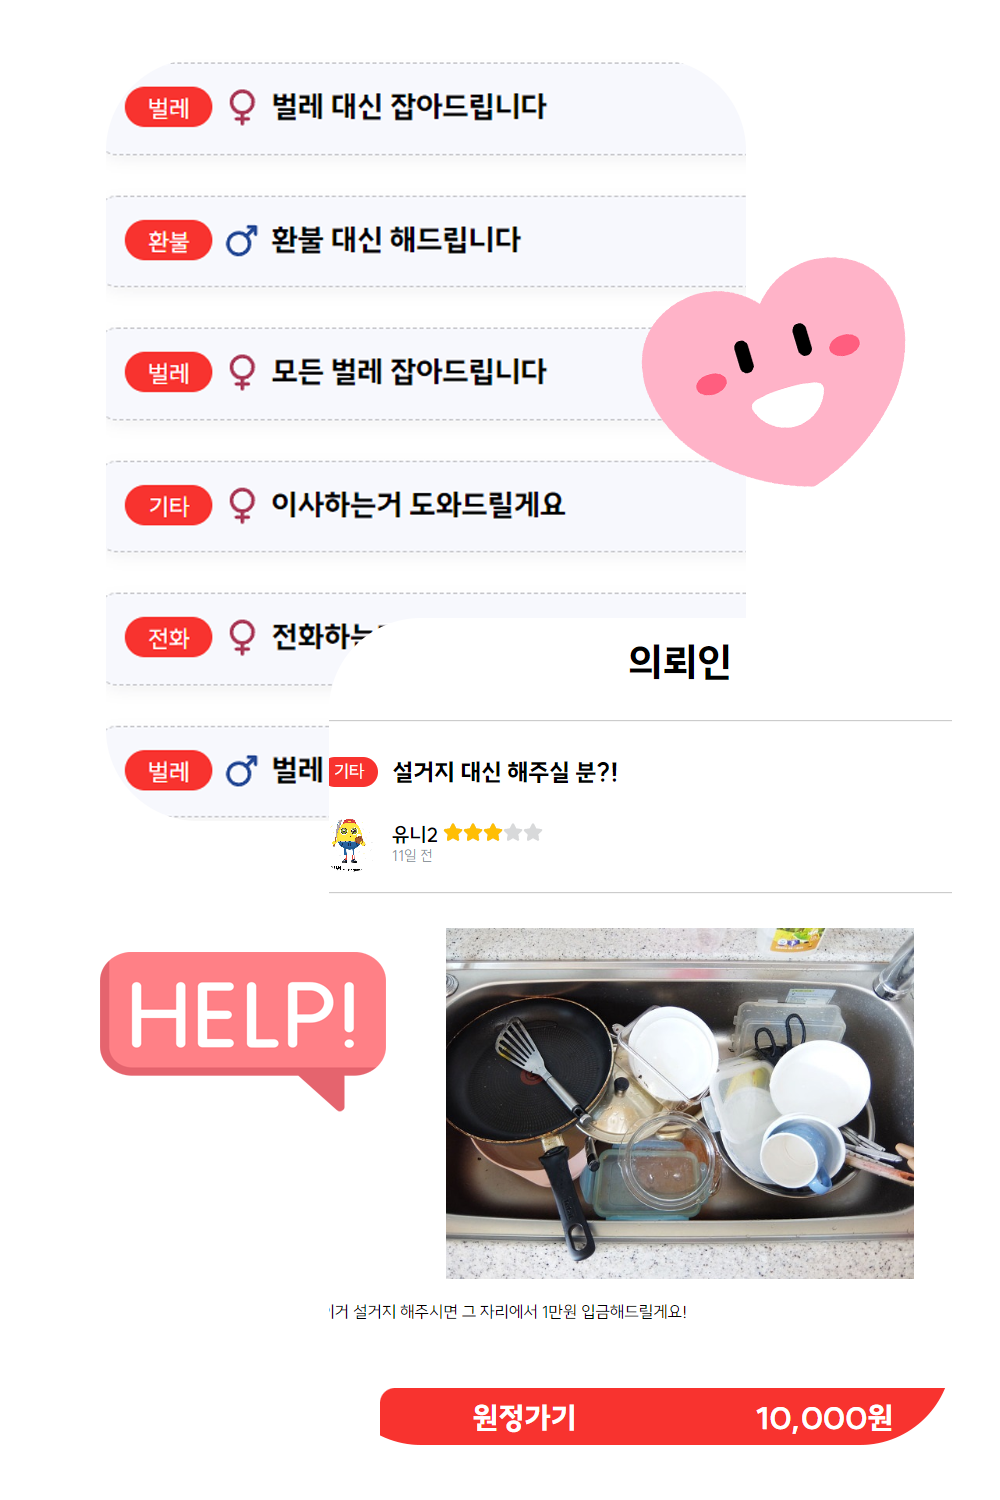 벌레 벌레 대신 잡아드립니다
환불 환불 대신 해드립니다
벌레 모든 벌레 잡아드립니다
기타 이사하는거 도와드릴게요
전화 전화하는
벌레 벌레
의뢰인
기타 설거지 대신 해주실 분?!
유니2
11일 전
HELP!
설거지 해주시면 그 자리에서 1만원 입금해드릴게요!
원정가기 10,000원